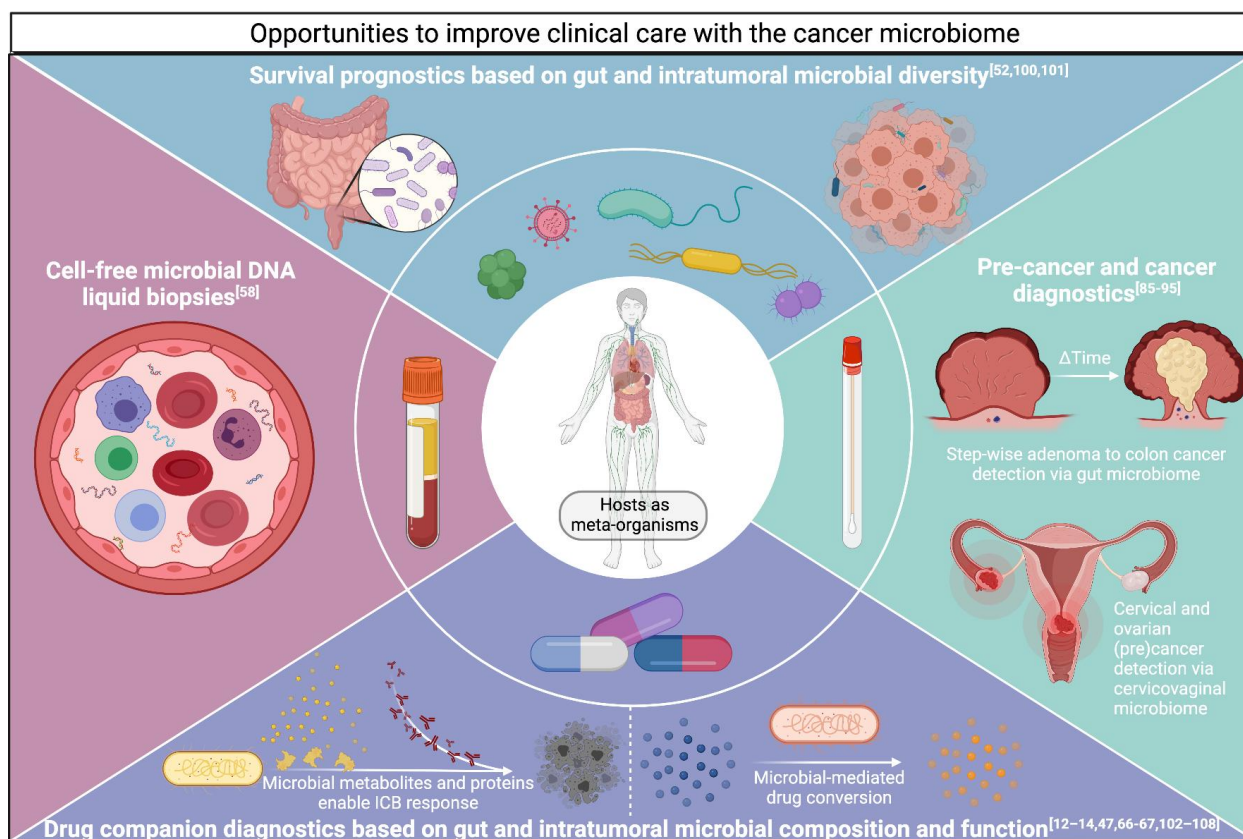 Opportunities to improve clinical care with the cancer microbiome
Survival prognostics based on gut and intratumoral microbial diversity[52,100,101]
Cell-free microbial DNA
liquid biopsies[58]
Pre-cancer and cancer
diagnostics[85-95]
ΔTime
Step-wise adenoma to colon cancer
detection via gut microbiome
Hosts as
meta-organisms
Cervical and
ovarian
(pre)cancer
detection via
cervicovaginal
microbiome
Microbial metabolites and proteins
enable ICB response
Microbial-mediated
drug conversion
Drug companion diagnostics based on gut and intratumoral microbial composition and function[12–14,47,66-67,102–108]